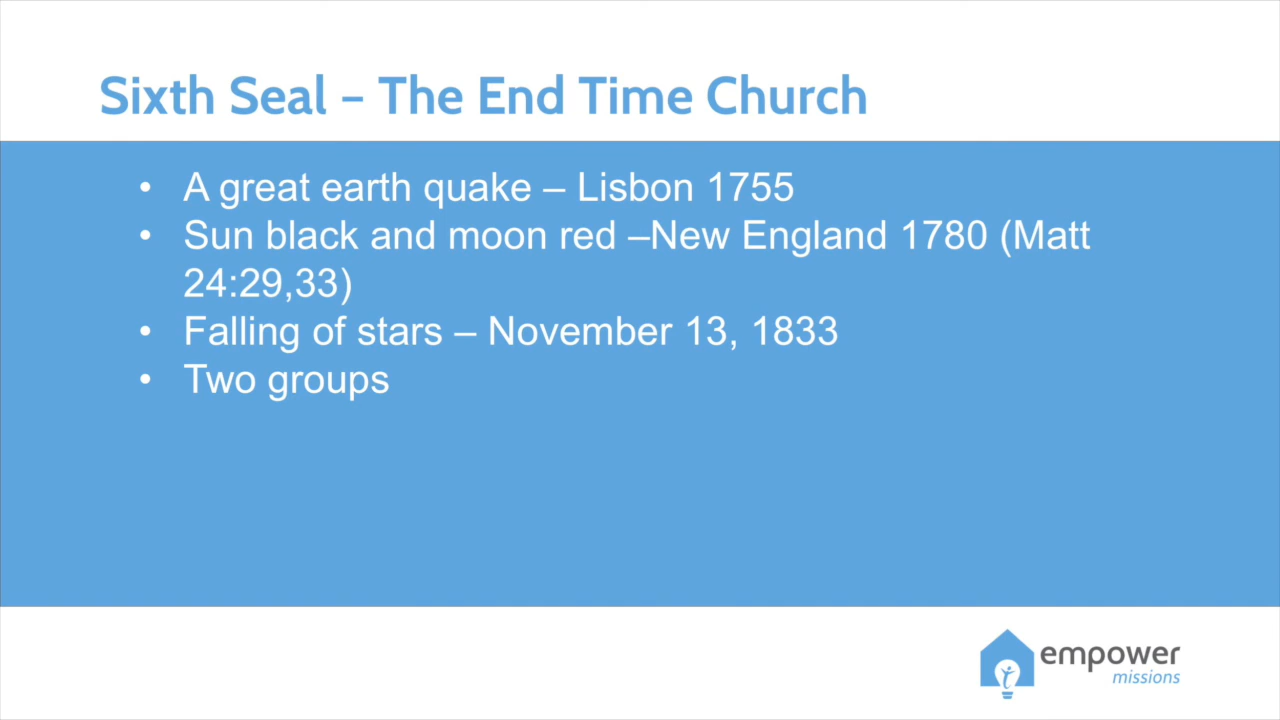 Sixth Seal – The End Time Church
• A great earth quake – Lisbon 1755
• Sun black and moon red –New England 1780 (Matt
24:29,33)
• Falling of stars – November 13, 1833
• Two groups
empower
missions